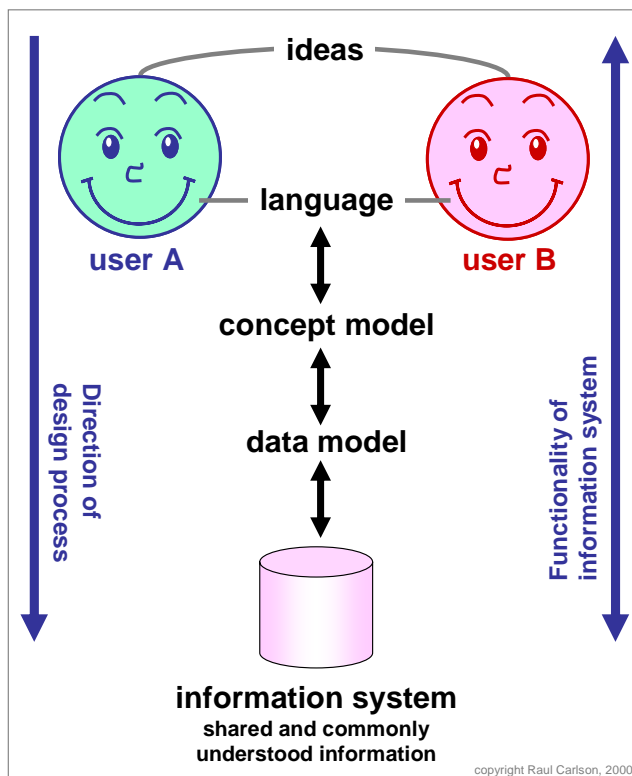 ideas
language
user A
user B
concept model
Direction of
design process
data model
Functionality of
information system
information system
shared and commonly
understood information
copyright Raul Carlson, 2000